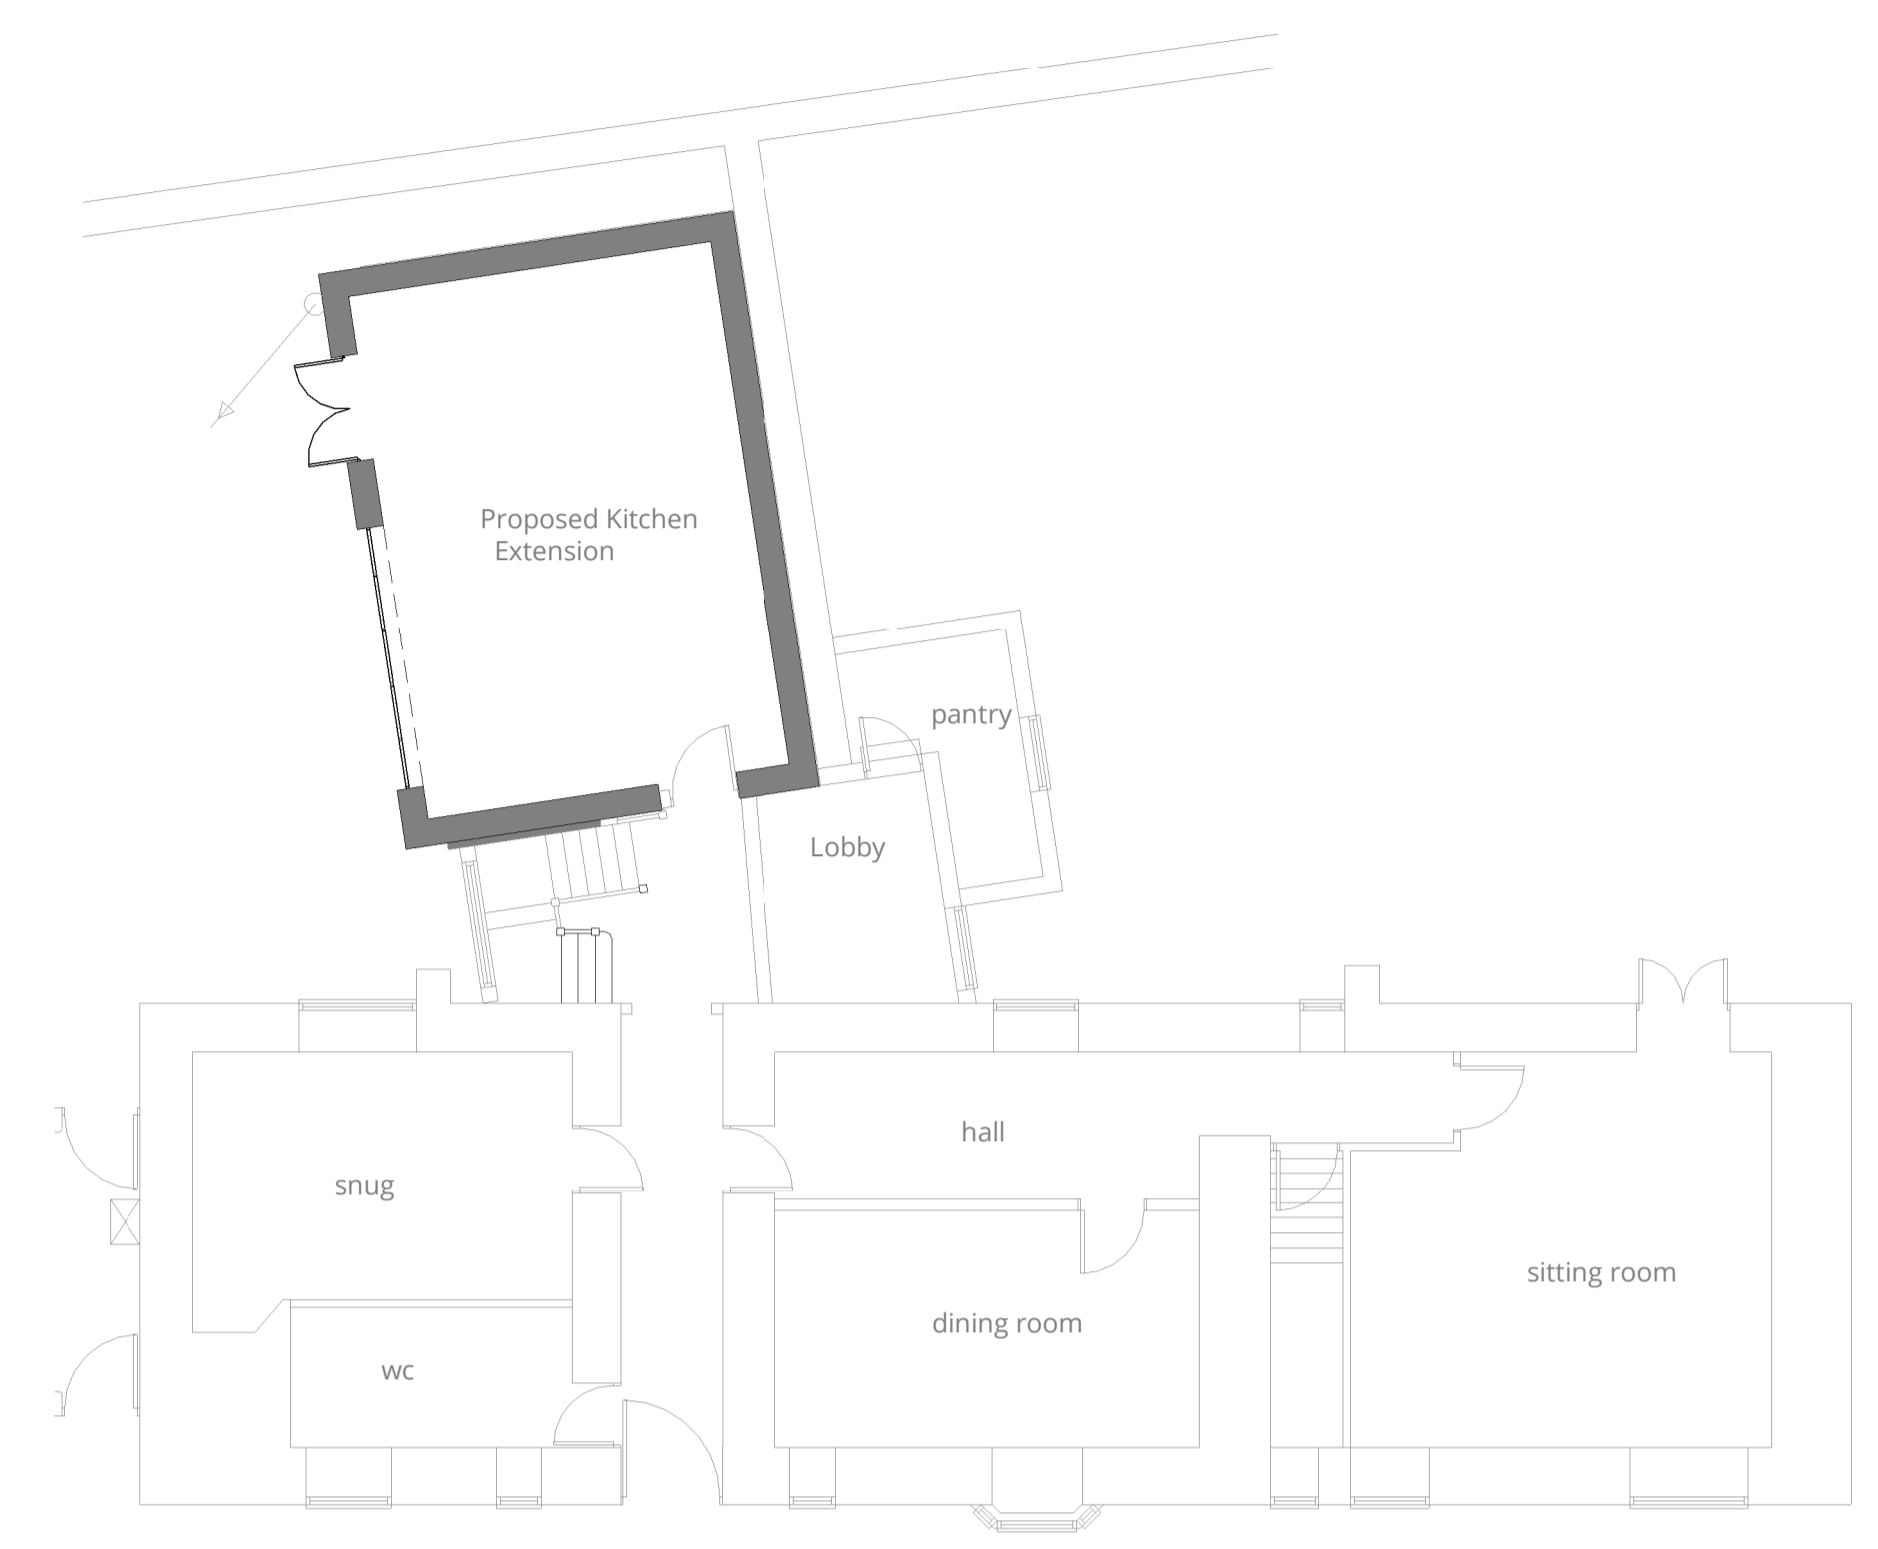 Proposed Kitchen
Extension
pantry
Lobby
hall
snug
sitting room
dining room
wc